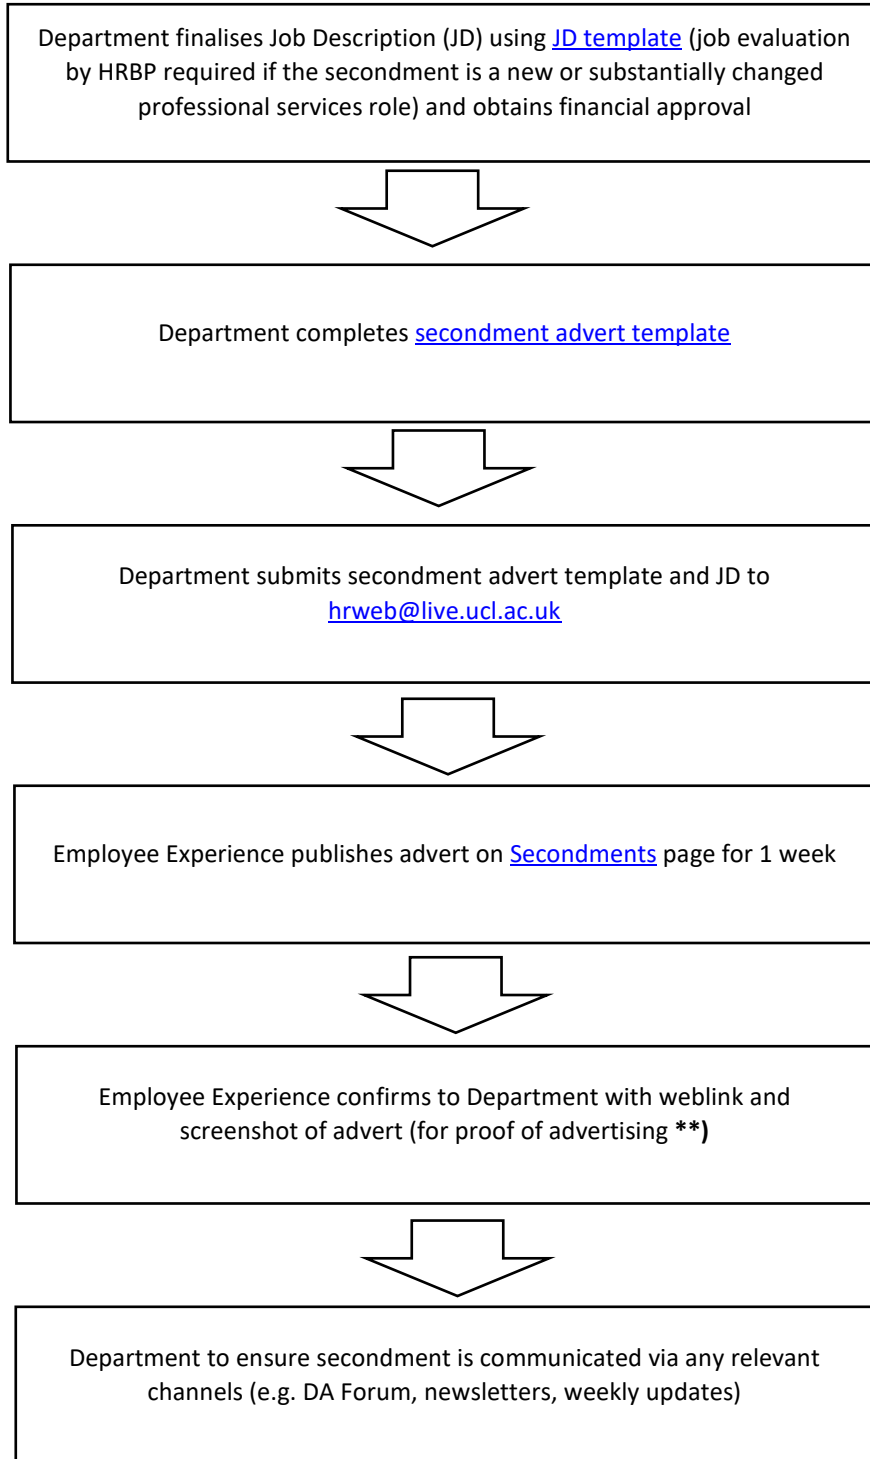 Department finalises Job Description (JD) using JD template (job evaluation
by HRBP required if the secondment is a new or substantially changed
professional services role) and obtains financial approval
Department completes secondment advert template
Department submits secondment advert template and JD to
hrweb@live.ucl.ac.uk
Employee Experience publishes advert on Secondments page for 1 week
Employee Experience confirms to Department with weblink and
screenshot of advert (for proof of advertising **)
Department to ensure secondment is communicated via any relevant
channels (e.g. DA Forum, newsletters, weekly updates)